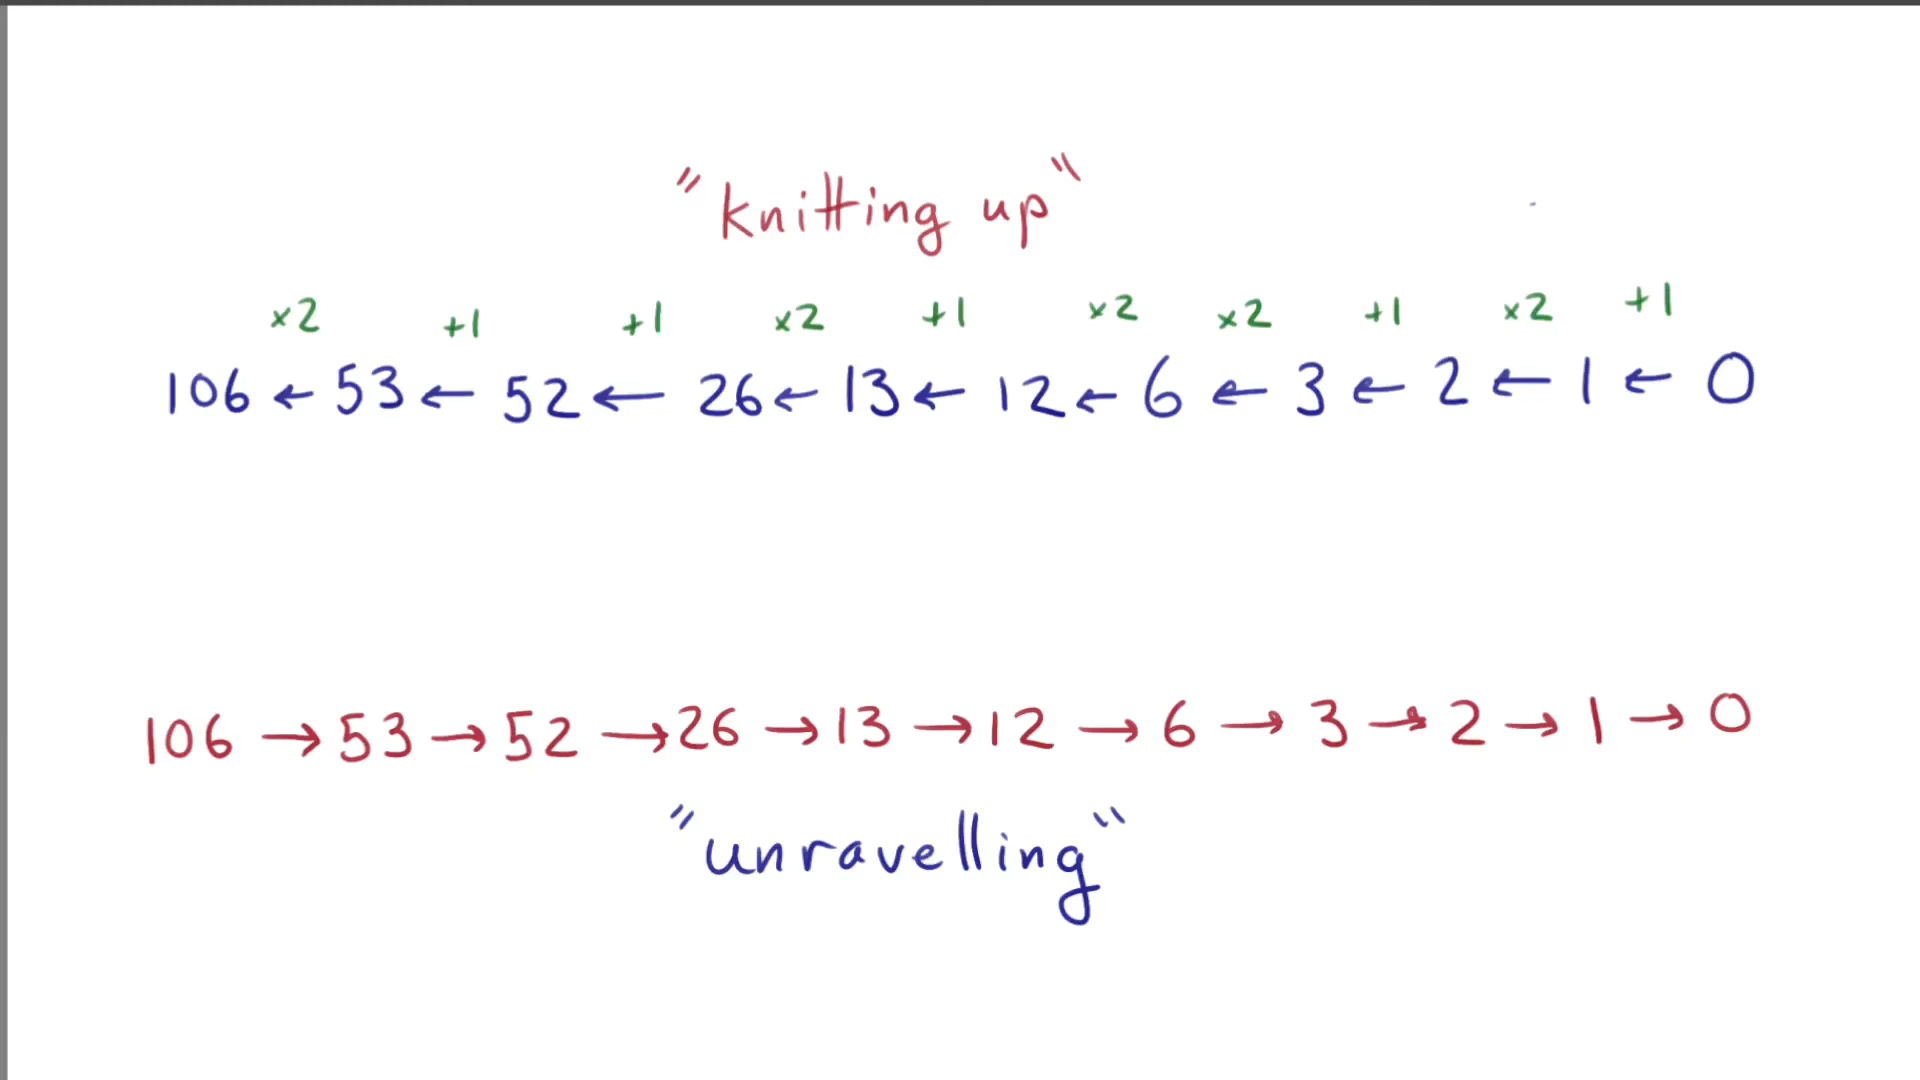 "knitting up"
×2 +1 +1 ×2 +1 ×2 ×2 +1 ×2 +1
106 ← 53 ← 52 ← 26 ← 13 ← 12 ← 6 ← 3 ← 2 ← 1 ← 0
106 → 53 → 52 → 26 → 13 → 12 → 6 → 3 → 2 → 1 → 0
"unravelling"